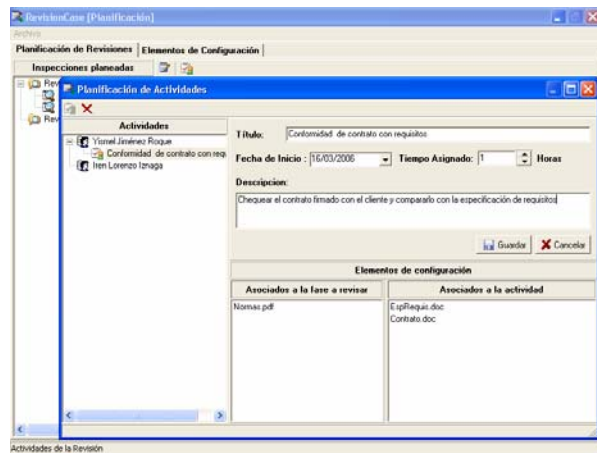 RevisionCase [Planificación]
Archivo
Planificación de Revisiones
Elementos de Configuración
Inspecciones planeadas
Rev
Rev
Planificación de Actividades
Actividades
Yismel Jiménez Roque
Conformidad de contrato con requ
Iren Lorenzo Iznaga
Título: Conformidad de contrato con requisitos
Fecha de Inicio : 16/03/2006 Tiempo Asignado: 1 Horas
Descripcion:
Chequear el contrato firmado con el cliente y compararlo con la especificación de requisitos
Guardar Cancelar
Elementos de configuración
Asociados a la fase a revisar Asociados a la actividad
Normas.pdf EspRequis.doc
Contrato.doc
Actividades de la Revisión